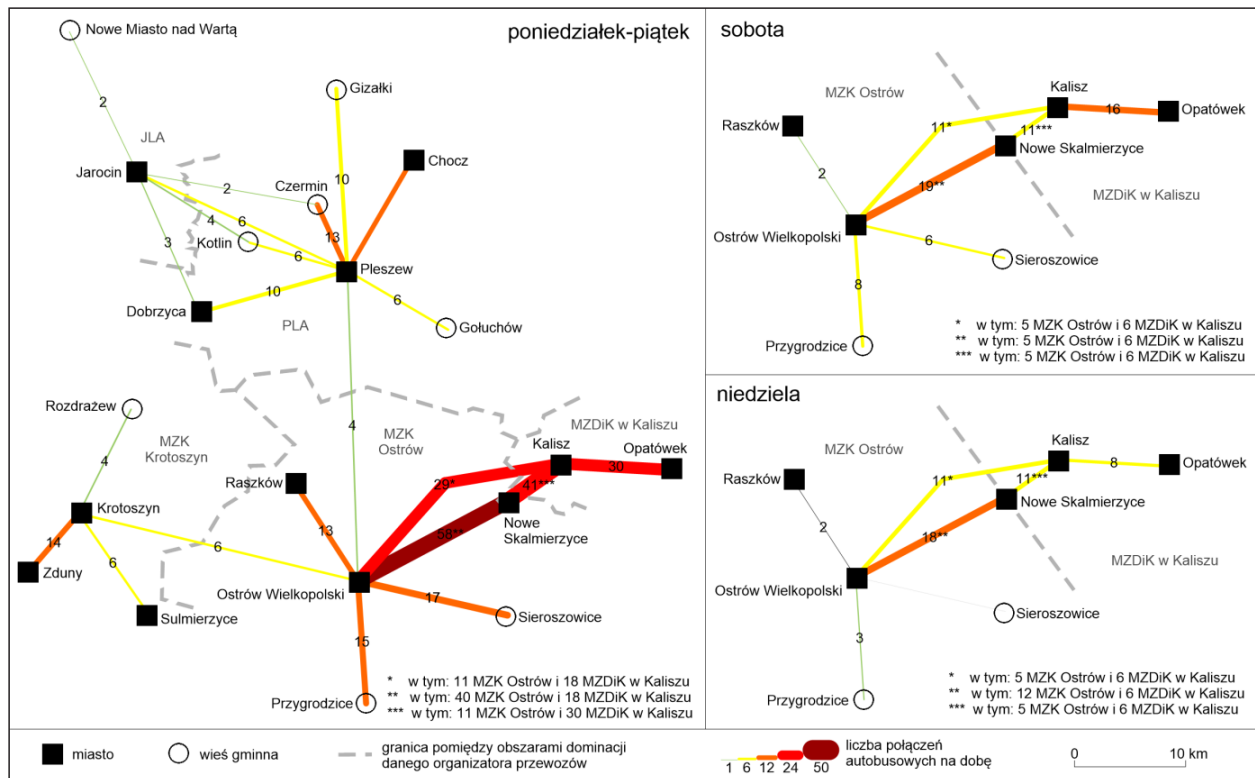 poniedziałek-piątek
Nowe Miasto nad Wartą
Gizałki
2
JLA
Chocz
Jarocin
10
2
Czermin
6
4
13
3
Kotlin
6
Pleszew
10
6
Dobrzyca
PLA
Gołuchów
Rozdrażew
4
MZK
Krotoszyn
MZK
Ostrów
MZDiK w Kaliszu
Kalisz
Opatówek
30
4
Raszków
29*
41***
Krotoszyn
13
Nowe
Skalmierzyce
58**
14
6
6
Zduny
Ostrów Wielkopolski
17
Sieroszowice
Sulmierzyce
15
Przygodzice
* w tym: 11 MZK Ostrów i 18 MZDiK w Kaliszu
** w tym: 40 MZK Ostrów i 18 MZDiK w Kaliszu
*** w tym: 11 MZK Ostrów i 30 MZDiK w Kaliszu
sobota
MZK Ostrów
Kalisz
Opatówek
16
Raszków
11*
11***
Nowe Skalmierzyce
2
19**
MZDiK w Kaliszu
Ostrów Wielkopolski
6
Sieroszowice
8
Przygrodzice
* w tym: 5 MZK Ostrów i 6 MZDiK w Kaliszu
** w tym: 5 MZK Ostrów i 6 MZDiK w Kaliszu
*** w tym: 5 MZK Ostrów i 6 MZDiK w Kaliszu
niedziela
MZK Ostrów
Kalisz
8
Opatówek
Raszków
11*
11***
Nowe Skalmierzyce
2
18**
MZDiK w Kaliszu
Ostrów Wielkopolski
Sieroszowice
3
Przygrodzice
* w tym: 5 MZK Ostrów i 6 MZDiK w Kaliszu
** w tym: 12 MZK Ostrów i 6 MZDiK w Kaliszu
*** w tym: 5 MZK Ostrów i 6 MZDiK w Kaliszu
miasto
wieś gminna
granica pomiędzy obszarami dominacji
danego organizatora przewozów
1 6 12 24 50
liczba połączeń
autobusowych na dobę
0 10 km